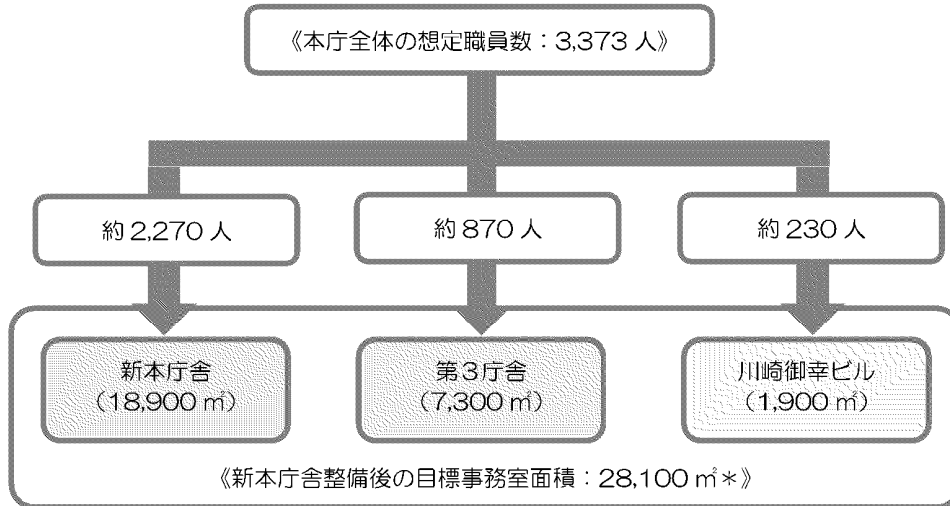 《本庁全体の想定職員数：3,373 人》
約 2,270 人
約 870 人
約 230 人
新本庁舎
（18,900 ㎡）
第３庁舎
（7,300 ㎡）
川崎御幸ビル
（1,900 ㎡）
《新本庁舎整備後の目標事務室面積：28,100 ㎡＊》